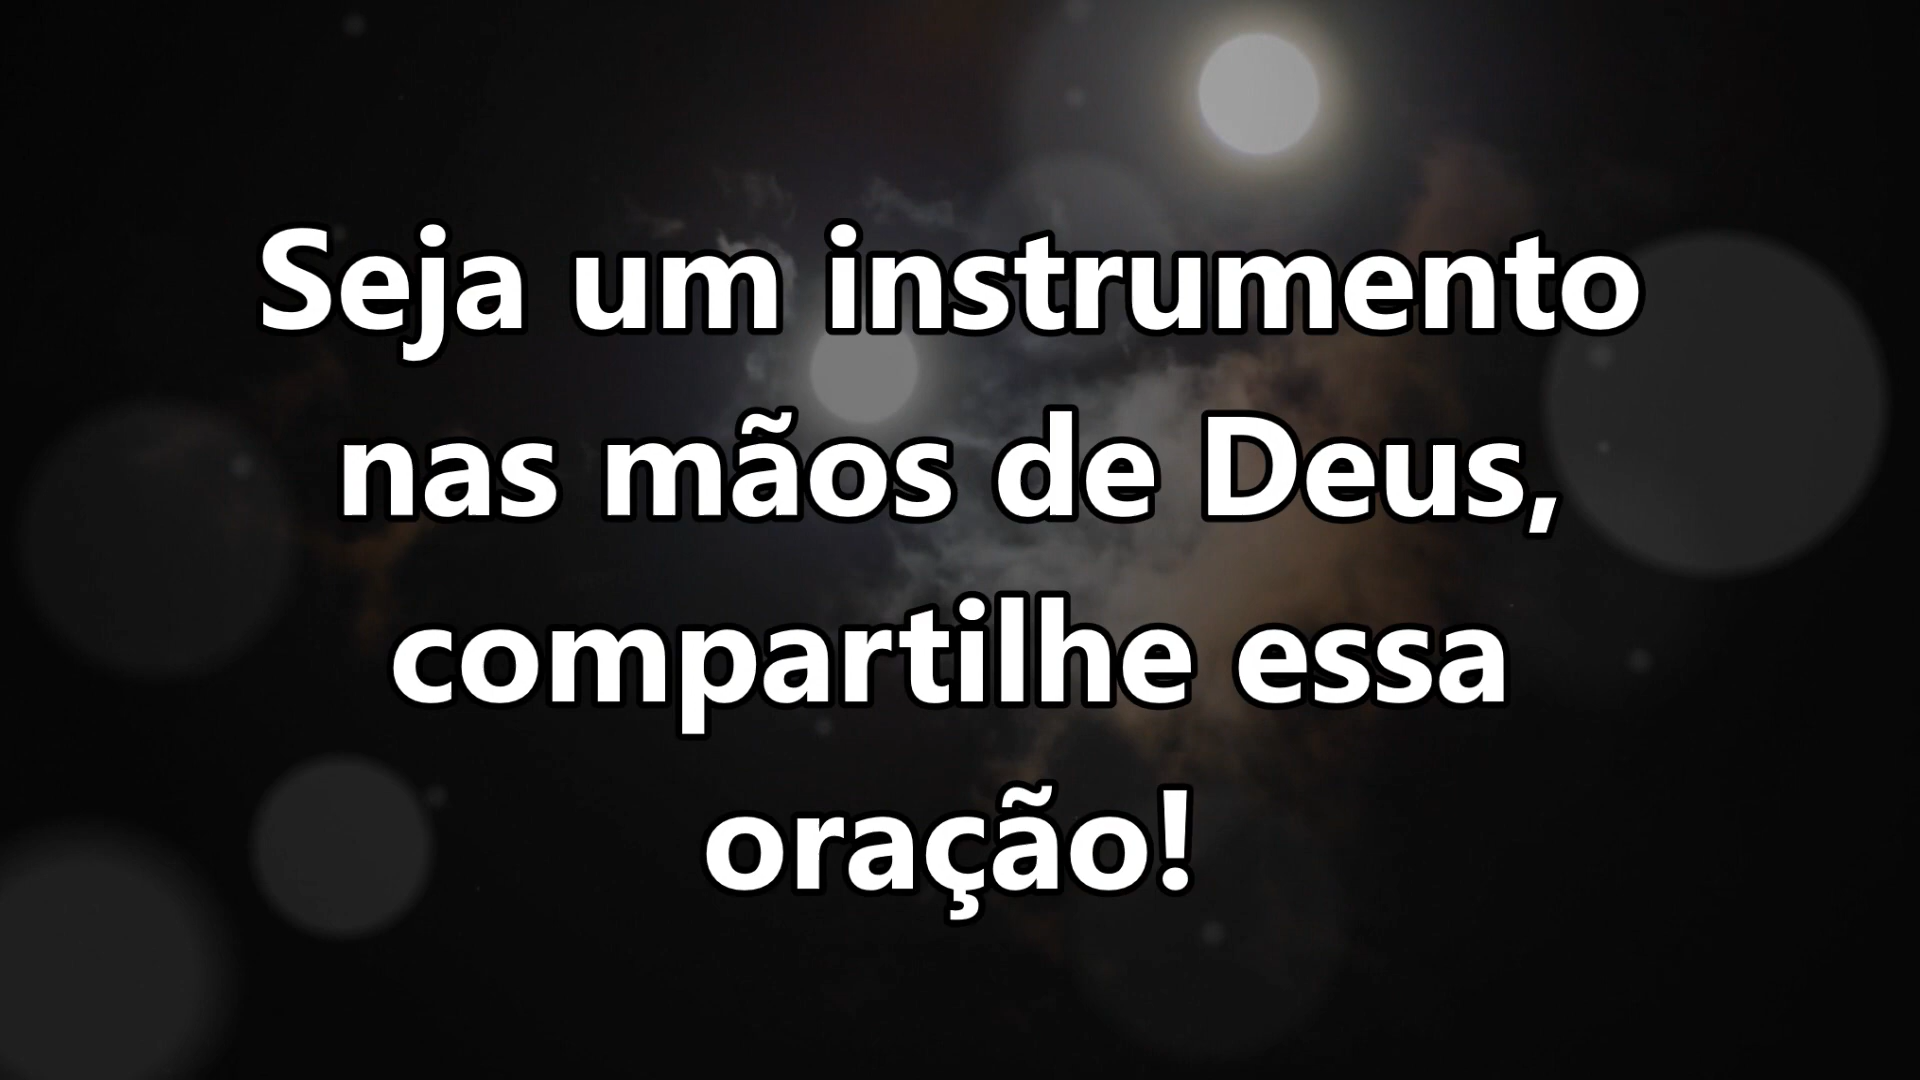 Seja um instrumento
nas mãos de Deus,
compartilhe essa
oração!